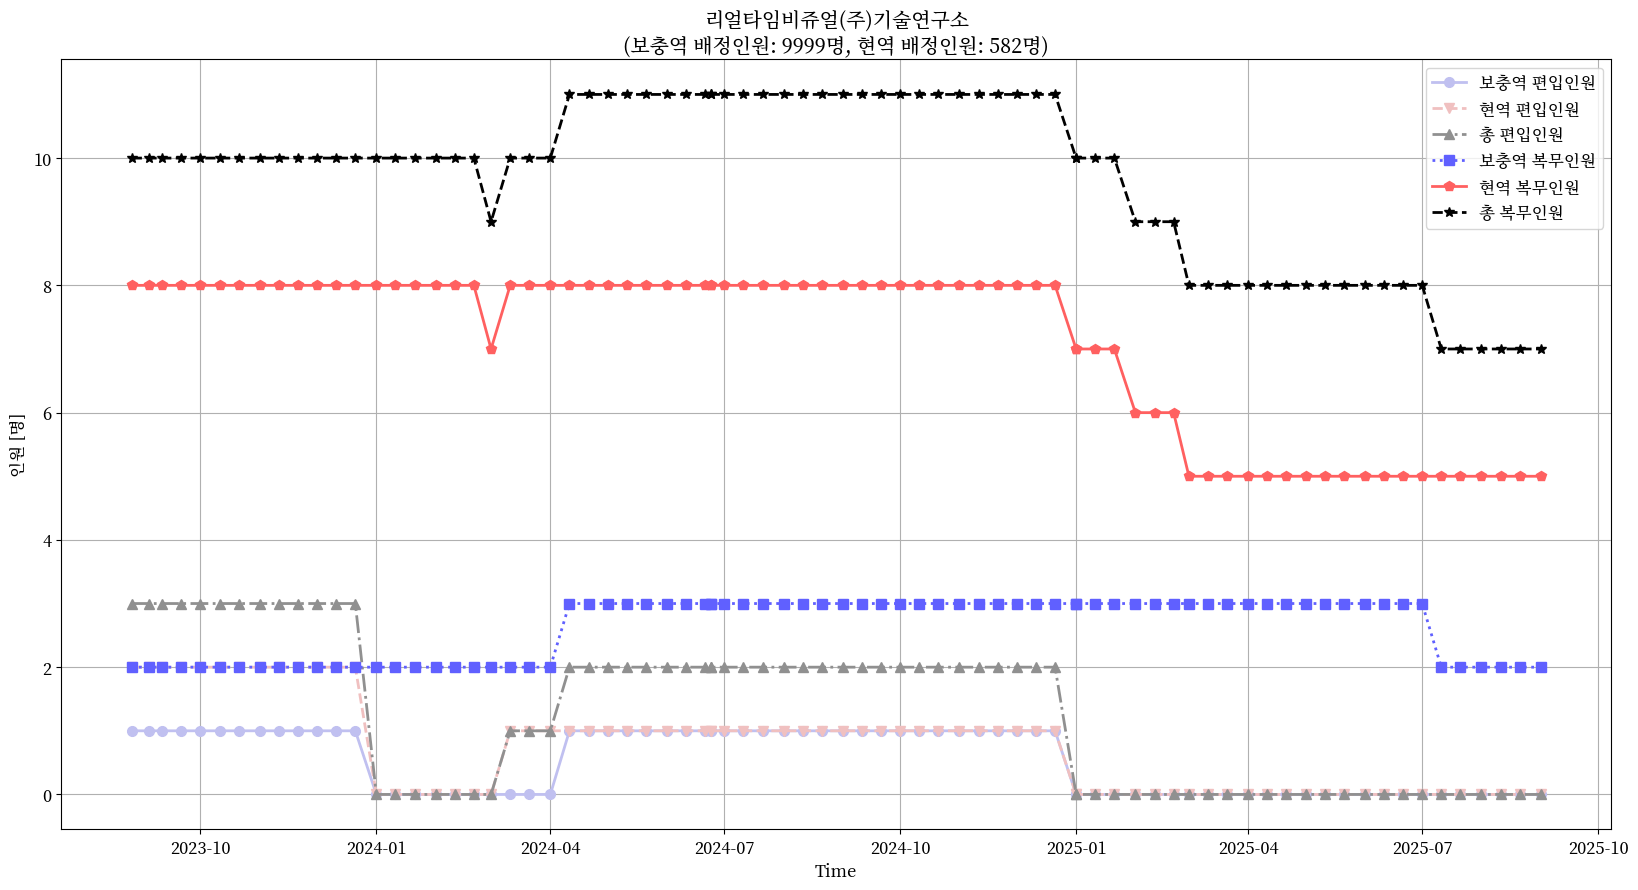 리얼타임비쥬얼(주)기술연구소
(보충역 배정인원: 9999명, 현역 배정인원: 582명)
보충역 편입인원
현역 편입인원
총 편입인원
보충역 복무인원
현역 복무인원
총 복무인원
인원 [명]
10
8
6
4
2
0
2023-10
2024-01
2024-04
2024-07
2024-10
2025-01
2025-04
2025-07
2025-10
Time